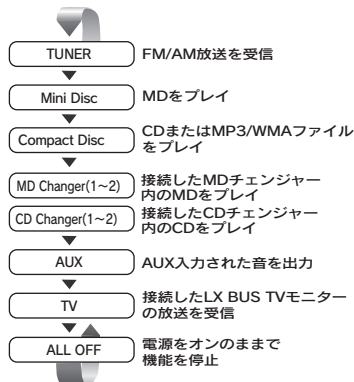 TUNER
FM/AM放送を受信
Mini Disc
MDをプレイ
Compact Disc
CDまたはMP3/WMAファイル
をプレイ
MD Changer(1~2)
接続したMDチェンジャー
内のMDをプレイ
CD Changer(1~2)
接続したCDチェンジャー
内のCDをプレイ
AUX
AUX入力された音を出力
TV
接続したLX BUS TVモニター
の放送を受信
ALL OFF
電源をオンのままで
機能を停止